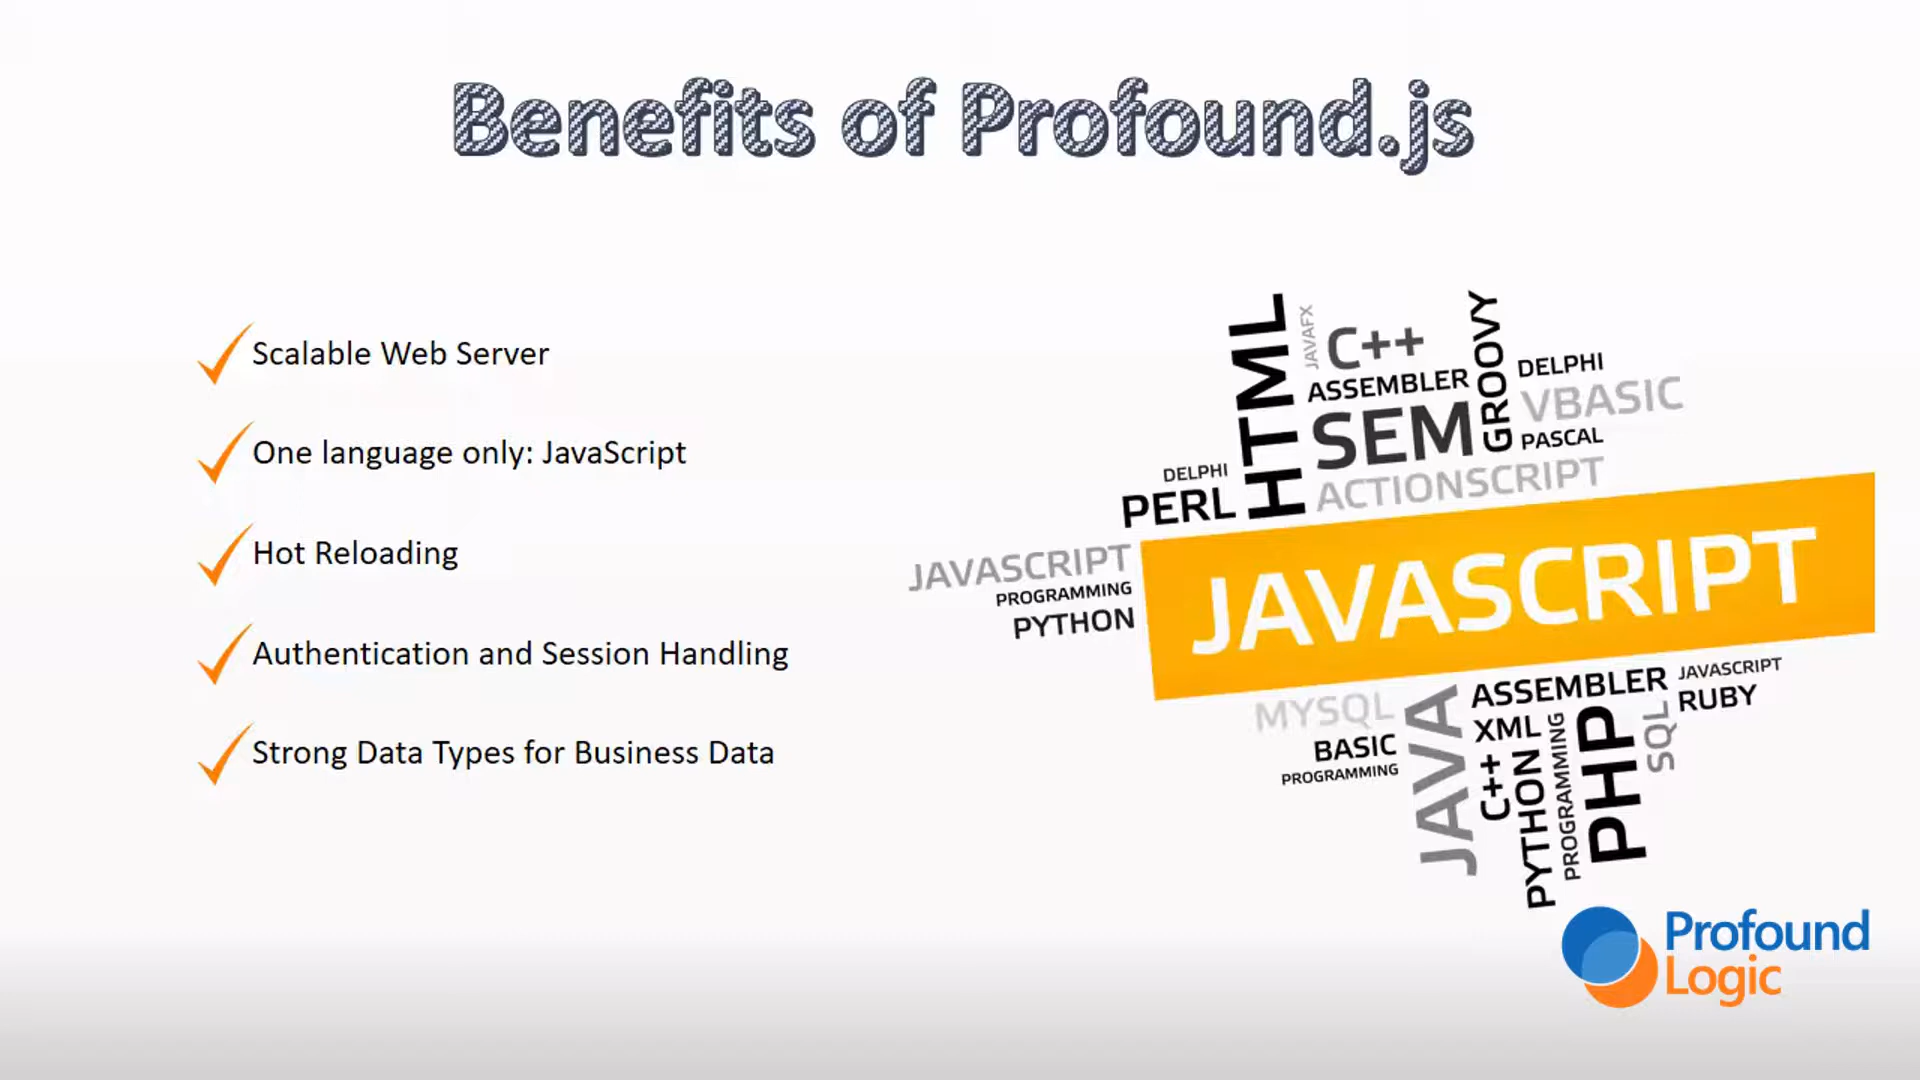 Benefits of Profound.js
Scalable Web Server
One language only: JavaScript
Hot Reloading
Authentication and Session Handling
Strong Data Types for Business Data
HTML
JAVAFX
C++
ASSEMBLER
SEM
GROOVY
DELPHI
VBASIC
PASCAL
ACTIONSCRIPT
DELPHI
PERL
JAVASCRIPT
PROGRAMMING
PYTHON
JAVASCRIPT
MYSQL
BASIC
PROGRAMMING
JAVA
ASSEMBLER
XML
C++
PYTHON
PROGRAMMING
PHP
SQL
JAVASCRIPT
RUBY
Profound
Logic